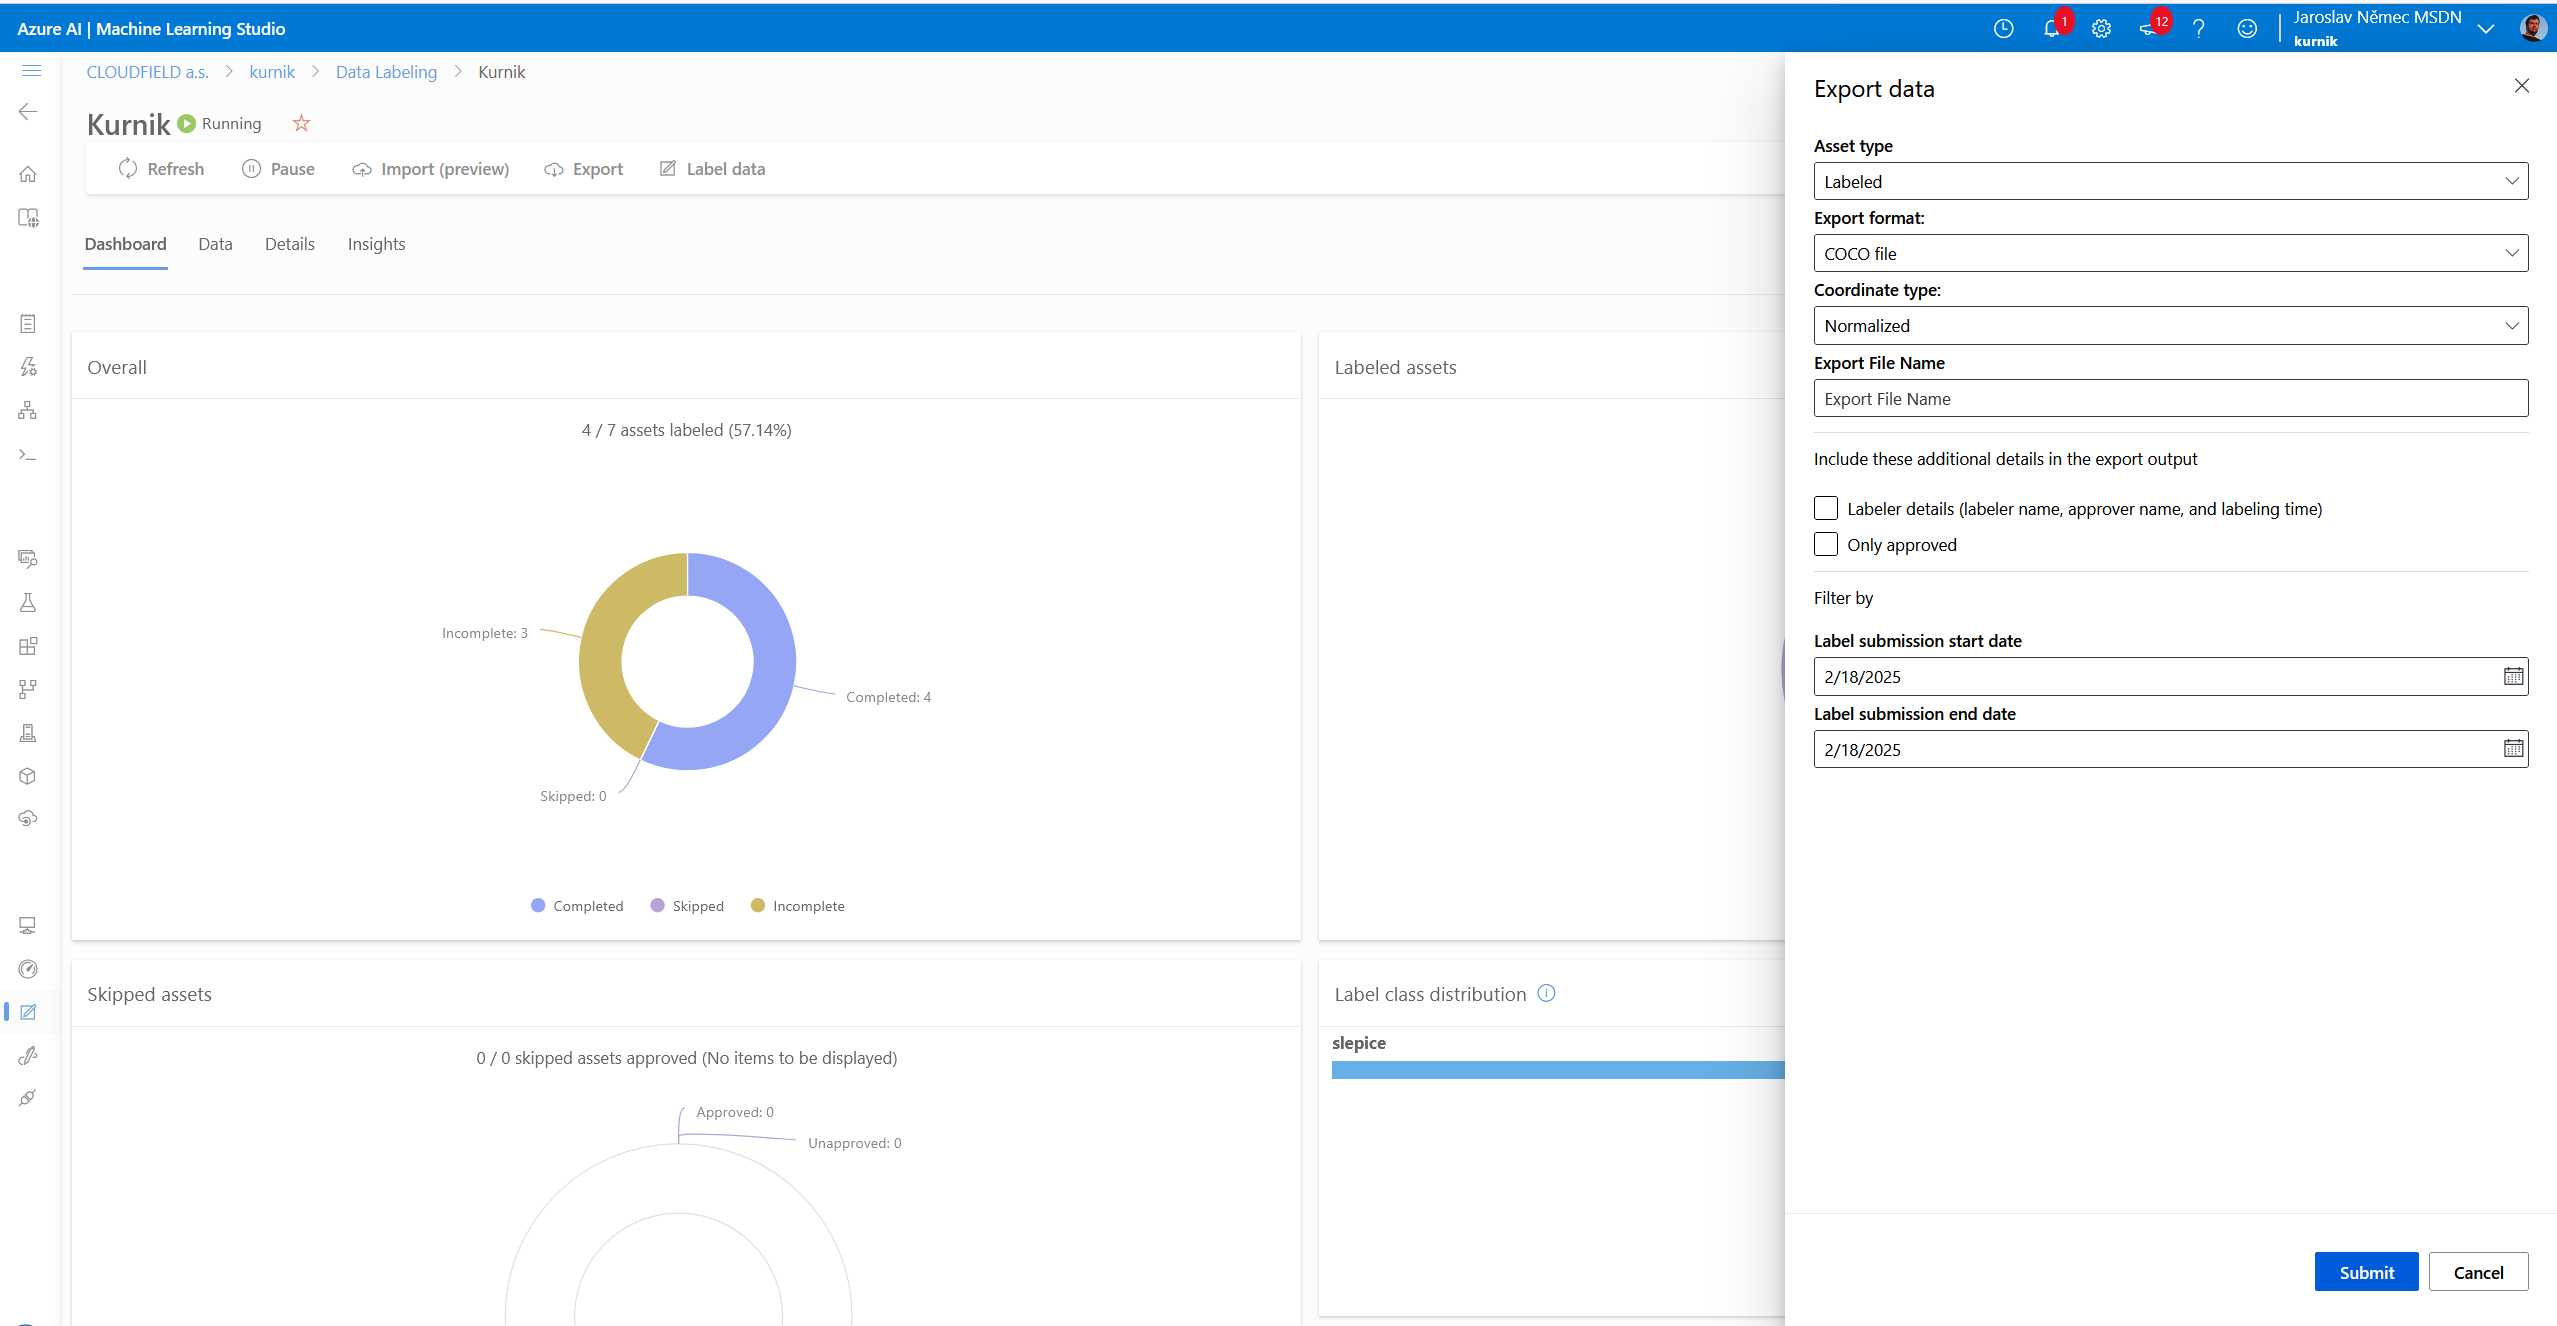 Azure AI | Machine Learning Studio
1
12
Jaroslav Němec MSDN
kurnik
CLOUDFIELD a.s. > kurnik > Data Labeling > Kurnik
Kurnik Running
Refresh Pause Import (preview) Export Label data
Dashboard Data Details Insights
Overall
4 / 7 assets labeled (57.14%)
Incomplete: 3
Completed: 4
Skipped: 0
Completed Skipped Incomplete
Labeled assets
Skipped assets
0 / 0 skipped assets approved (No items to be displayed)
Approved: 0
Unapproved: 0
Label class distribution
slepice
Export data
Asset type
Labeled
Export format:
COCO file
Coordinate type:
Normalized
Export File Name
Export File Name
Include these additional details in the export output
Labeler details (labeler name, approver name, and labeling time)
Only approved
Filter by
Label submission start date
2/18/2025
Label submission end date
2/18/2025
Submit Cancel